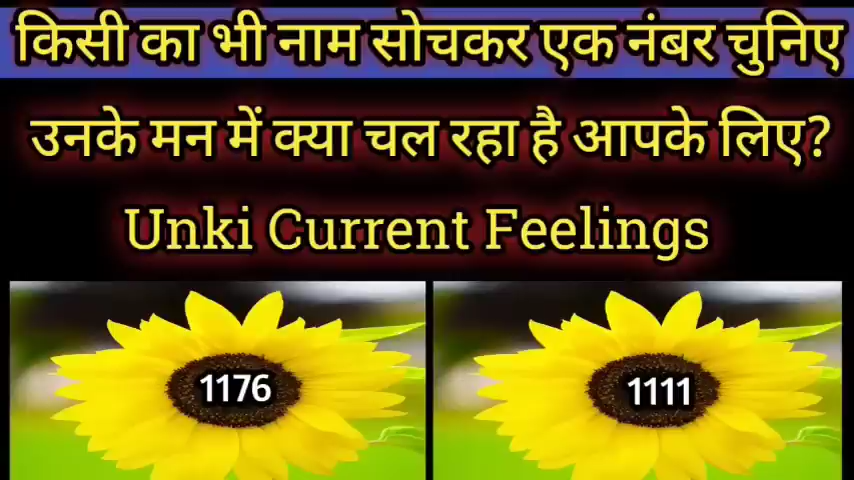 किसी का भी नाम सोचकर एक नंबर चुनिए
उनके मन में क्या चल रहा है आपके लिए?
Unki Current Feelings
1176
1111